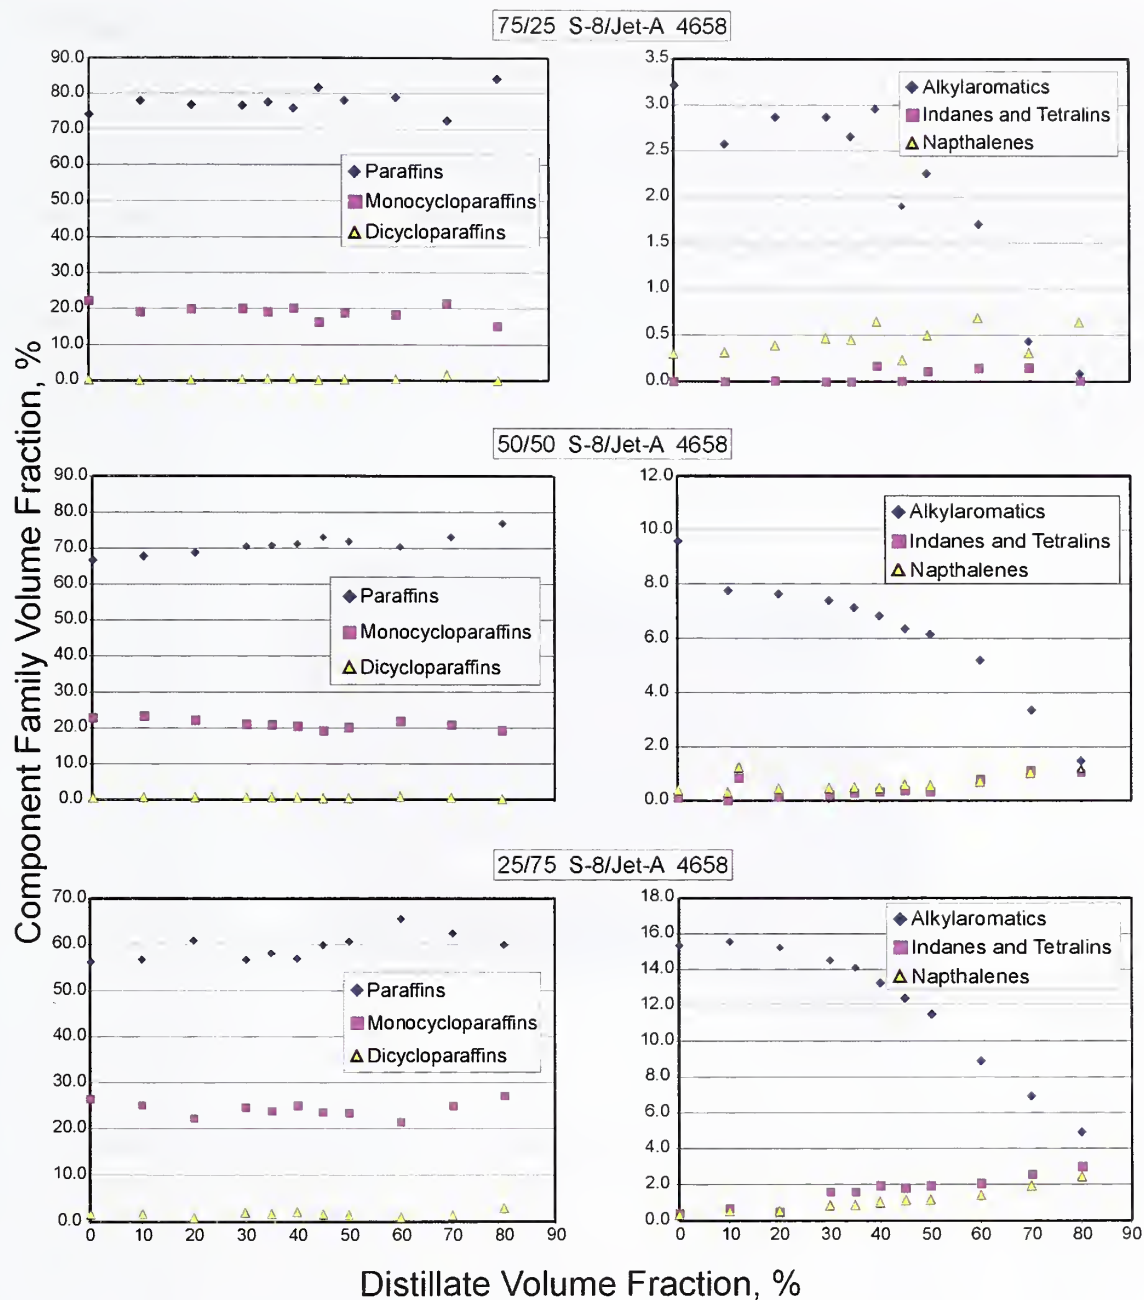 75/25 S-8/Jet-A 4658
90.0
80.0
70.0
60.0
50.0
40.0
30.0
20.0
10.0
0.0
Paraffins
Monocycloparaffins
Dicycloparaffins
3.5
3.0
2.5
2.0
1.5
1.0
0.5
0.0
Alkylaromatics
Indanes and Tetralins
Napthalenes
Component Family Volume Fraction, %
50/50 S-8/Jet-A 4658
90.0
80.0
70.0
60.0
50.0
40.0
30.0
20.0
10.0
0.0
Paraffins
Monocycloparaffins
Dicycloparaffins
12.0
10.0
8.0
6.0
4.0
2.0
0.0
Alkylaromatics
Indanes and Tetralins
Napthalenes
25/75 S-8/Jet-A 4658
70.0
60.0
50.0
40.0
30.0
20.0
10.0
0.0
Paraffins
Monocycloparaffins
Dicycloparaffins
0 10 20 30 40 50 60 70 80 90
18.0
16.0
14.0
12.0
10.0
8.0
6.0
4.0
2.0
0.0
Alkylaromatics
Indanes and Tetralins
Napthalenes
0 10 20 30 40 50 60 70 80 90
Distillate Volume Fraction, %